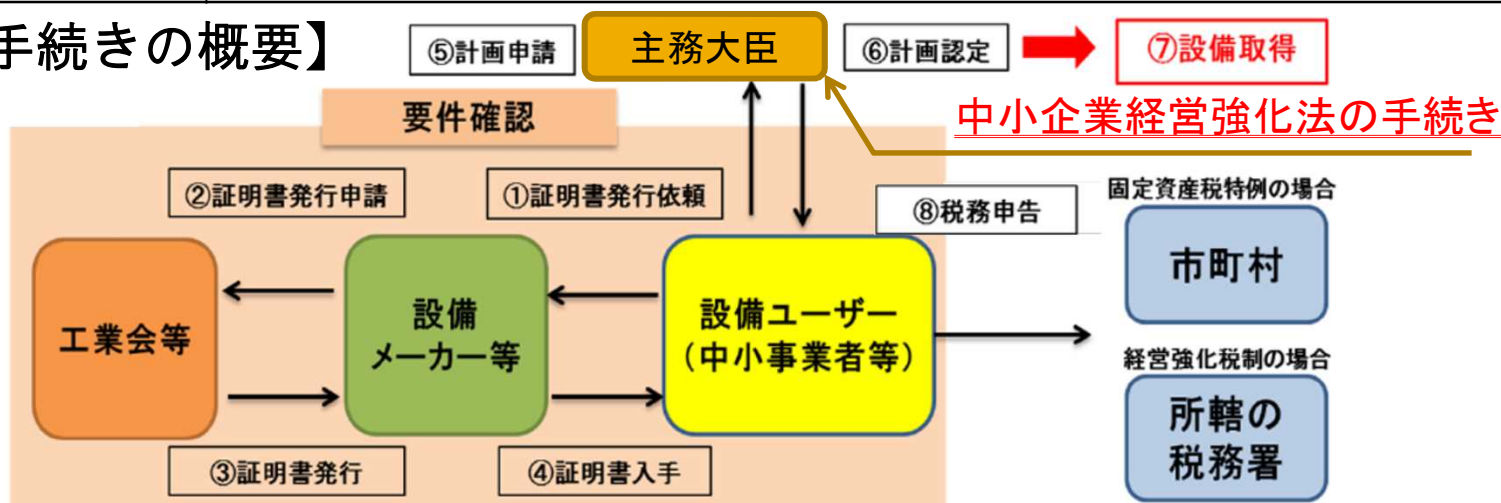 手続きの概要】
⑤計画申請
主務大臣
⑥計画認定
⑦設備取得
要件確認
中小企業経営強化法の手続き
②証明書発行申請
①証明書発行依頼
⑧税務申告
固定資産税特例の場合
市町村
工業会等
設備
メーカー等
設備ユーザー
(中小事業者等)
経営強化税制の場合
所轄の
税務署
③証明書発行
④証明書入手